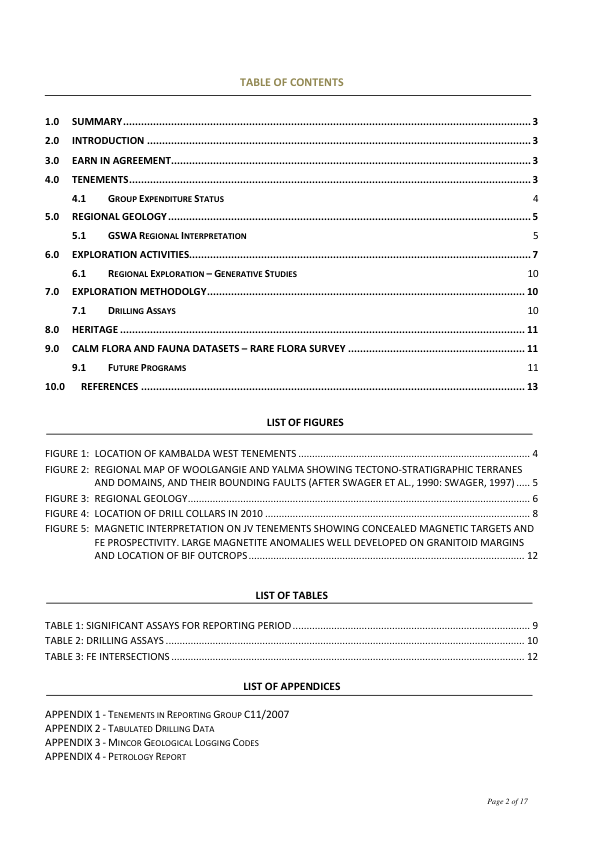 TABLE OF CONTENTS
1.0 SUMMARY 3
2.0 INTRODUCTION 3
3.0 EARN IN AGREEMENT 3
4.0 TENEMENTS 3
4.1 GROUP EXPENDITURE STATUS 4
5.0 REGIONAL GEOLOGY 5
5.1 GSWA REGIONAL INTERPRETATION 5
6.0 EXPLORATION ACTIVITIES 7
6.1 REGIONAL EXPLORATION – GENERATIVE STUDIES 10
7.0 EXPLORATION METHODOLGY 10
7.1 DRILLING ASSAYS 10
8.0 HERITAGE 11
9.0 CALM FLORA AND FAUNA DATASETS – RARE FLORA SURVEY 11
9.1 FUTURE PROGRAMS 11
10.0 REFERENCES 13
LIST OF FIGURES
FIGURE 1: LOCATION OF KAMBALDA WEST TENEMENTS 4
FIGURE 2: REGIONAL MAP OF WOOLGANGIE AND YALMA SHOWING TECTONO-STRATIGRAPHIC TERRANES
AND DOMAINS, AND THEIR BOUNDING FAULTS (AFTER SWAGER ET AL., 1990: SWAGER, 1997) 5
FIGURE 3: REGIONAL GEOLOGY 6
FIGURE 4: LOCATION OF DRILL COLLARS IN 2010 8
FIGURE 5: MAGNETIC INTERPRETATION ON JV TENEMENTS SHOWING CONCEALED MAGNETIC TARGETS AND
FE PROSPECTIVITY. LARGE MAGNETITE ANOMALIES WELL DEVELOPED ON GRANITOID MARGINS
AND LOCATION OF BIF OUTCROPS 12
LIST OF TABLES
TABLE 1: SIGNIFICANT ASSAYS FOR REPORTING PERIOD 9
TABLE 2: DRILLING ASSAYS 10
TABLE 3: FE INTERSECTIONS 12
LIST OF APPENDICES
APPENDIX 1 - TENEMENTS IN REPORTING GROUP C11/2007
APPENDIX 2 - TABULATED DRILLING DATA
APPENDIX 3 - MINCOR GEOLOGICAL LOGGING CODES
APPENDIX 4 - PETROLOGY REPORT
Page 2 of 17